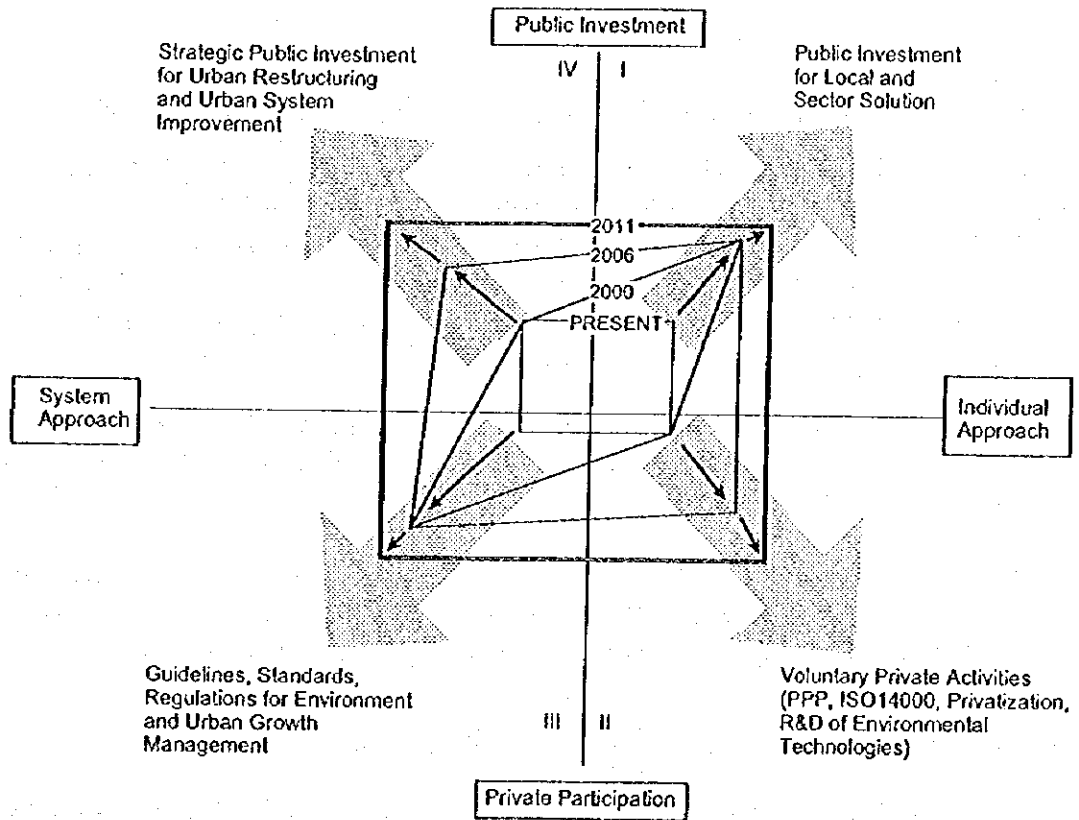 Public Investment
Strategic Public Investment
for Urban Restructuring
and Urban System
Improvement
IV
I
Public Investment
for Local and
Sector Solution
2011
2006
2000
PRESENT
System
Approach
Individual
Approach
Guidelines, Standards,
Regulations for Environment
and Urban Growth
Management
III
II
Voluntary Private Activities
(PPP, ISO14000, Privatization,
R&D of Environmental
Technologies)
Private Participation